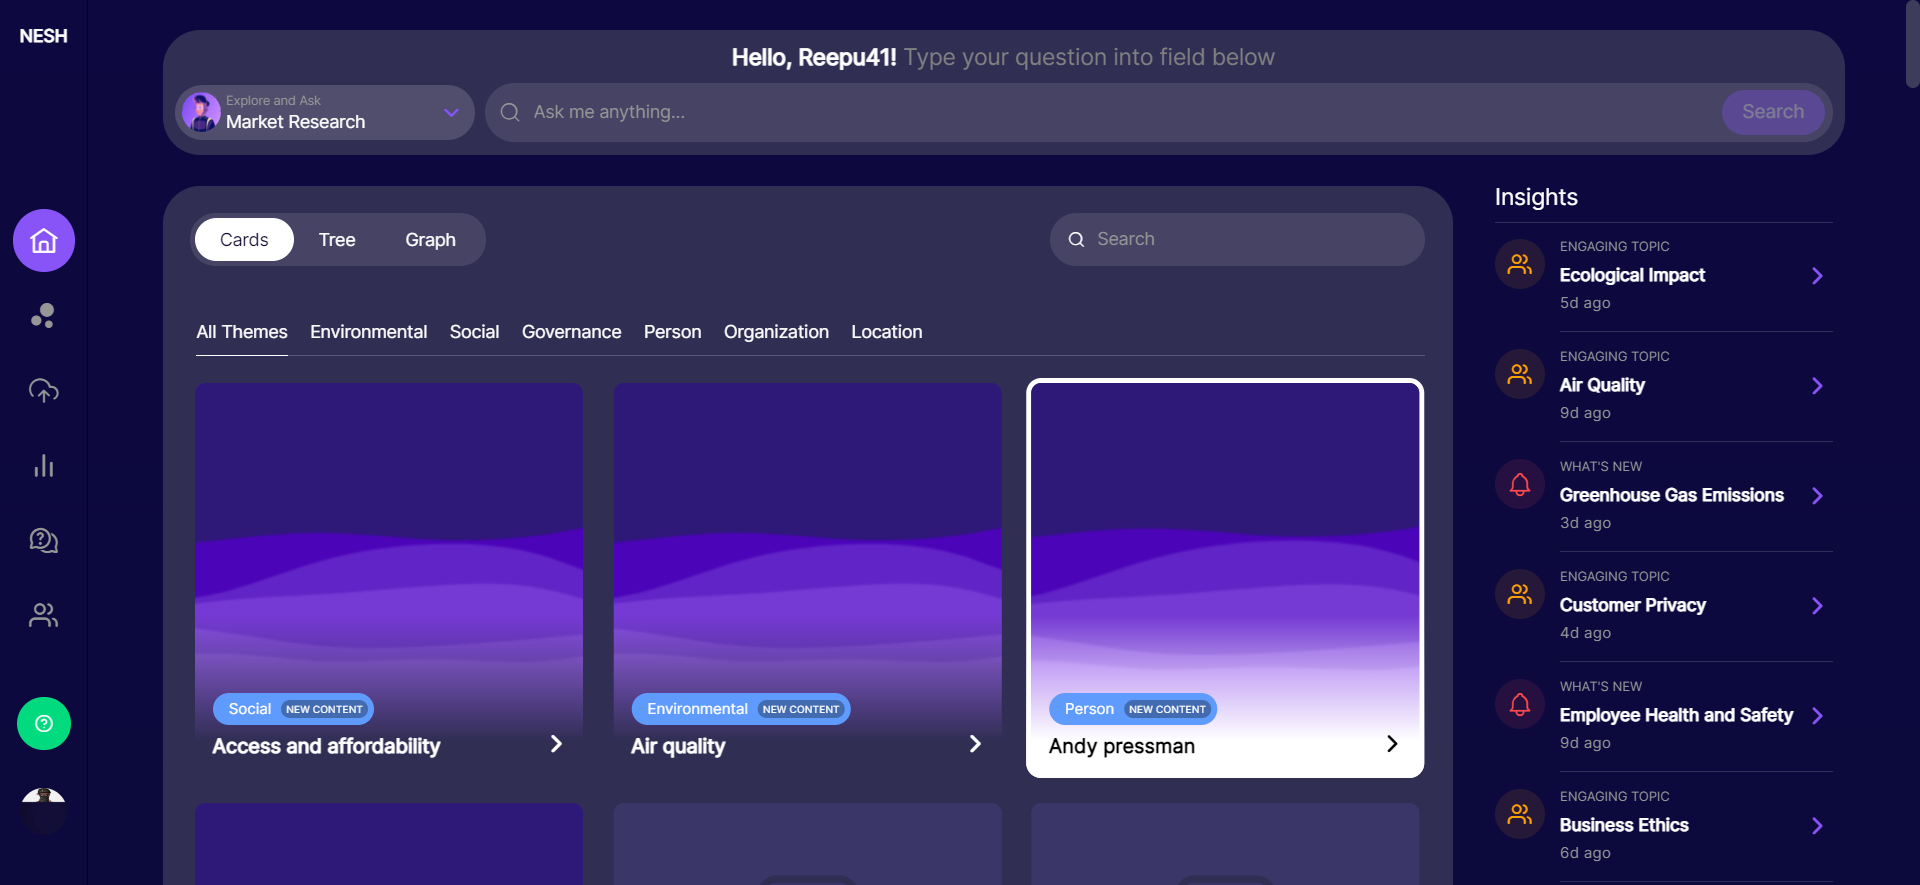 NESH
Hello, Reepu41! Type your question into field below
Explore and Ask
Market Research
Ask me anything...
Search
Cards
Tree
Graph
Search
All Themes
Environmental
Social
Governance
Person
Organization
Location
Social NEW CONTENT
Access and affordability
Environmental NEW CONTENT
Air quality
Person NEW CONTENT
Andy pressman
Insights
ENGAGING TOPIC
Ecological Impact
5d ago
ENGAGING TOPIC
Air Quality
9d ago
WHAT'S NEW
Greenhouse Gas Emissions
3d ago
ENGAGING TOPIC
Customer Privacy
4d ago
WHAT'S NEW
Employee Health and Safety
9d ago
ENGAGING TOPIC
Business Ethics
6d ago